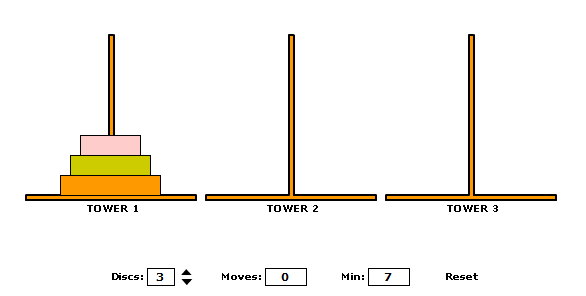 TOWER 1 TOWER 2 TOWER 3
Discs: 3 Moves: 0 Min: 7 Reset